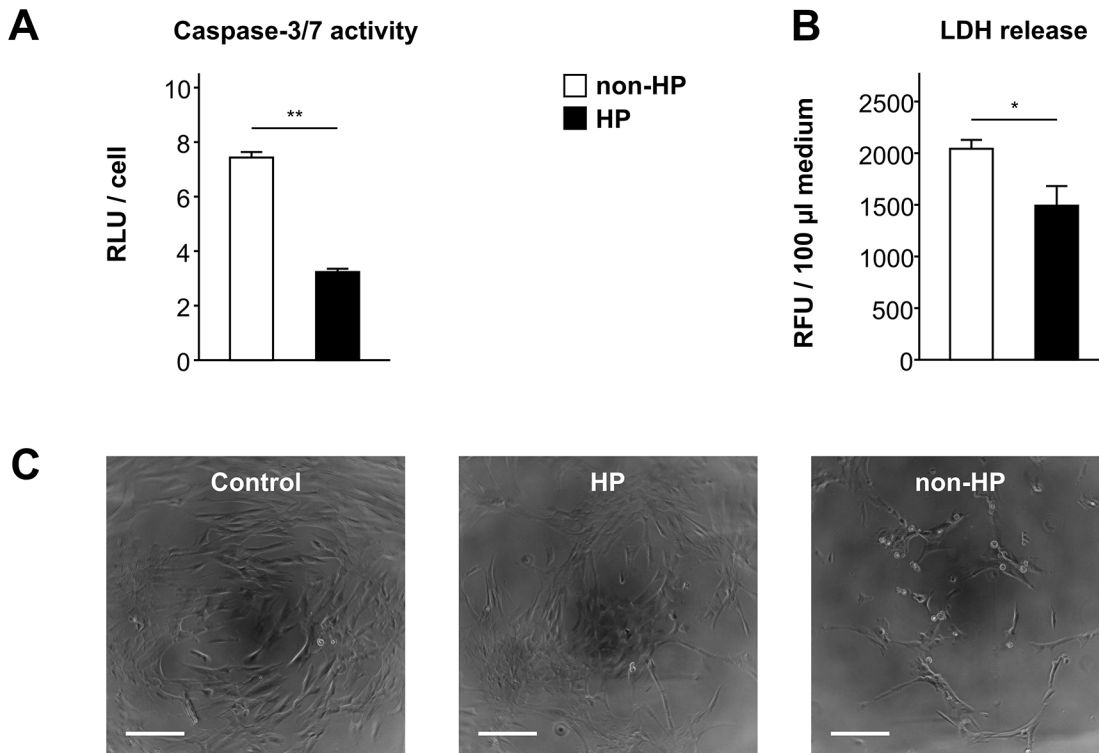 A
Caspase-3/7 activity
10
8
6
4
2
0
RLU / cell
**
non-HP
HP
B
LDH release
2500
2000
1500
1000
500
0
RFU / 100 µl medium
*
C
Control
HP
non-HP